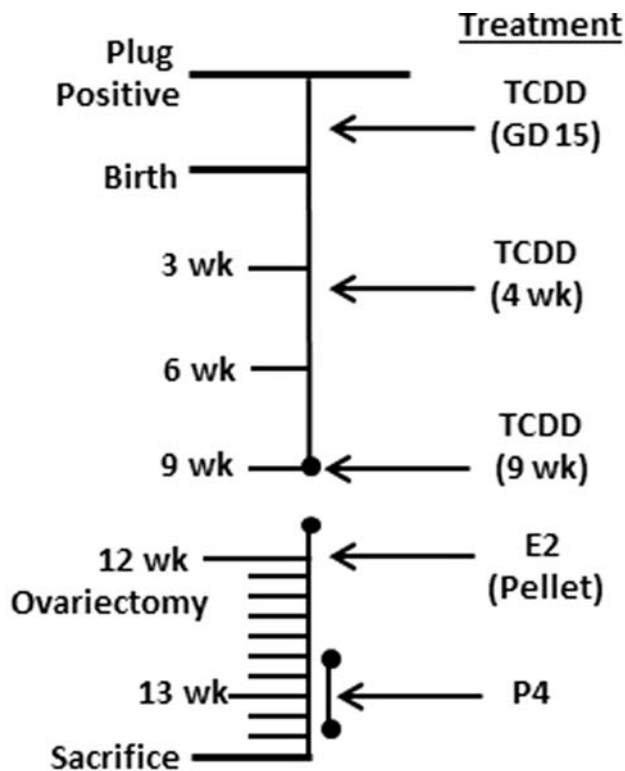 Treatment
Plug
Positive
TCDD
(GD 15)
Birth
3 wk
TCDD
(4 wk)
6 wk
9 wk
TCDD
(9 wk)
12 wk
Ovariectomy
E2
(Pellet)
13 wk
P4
Sacrifice